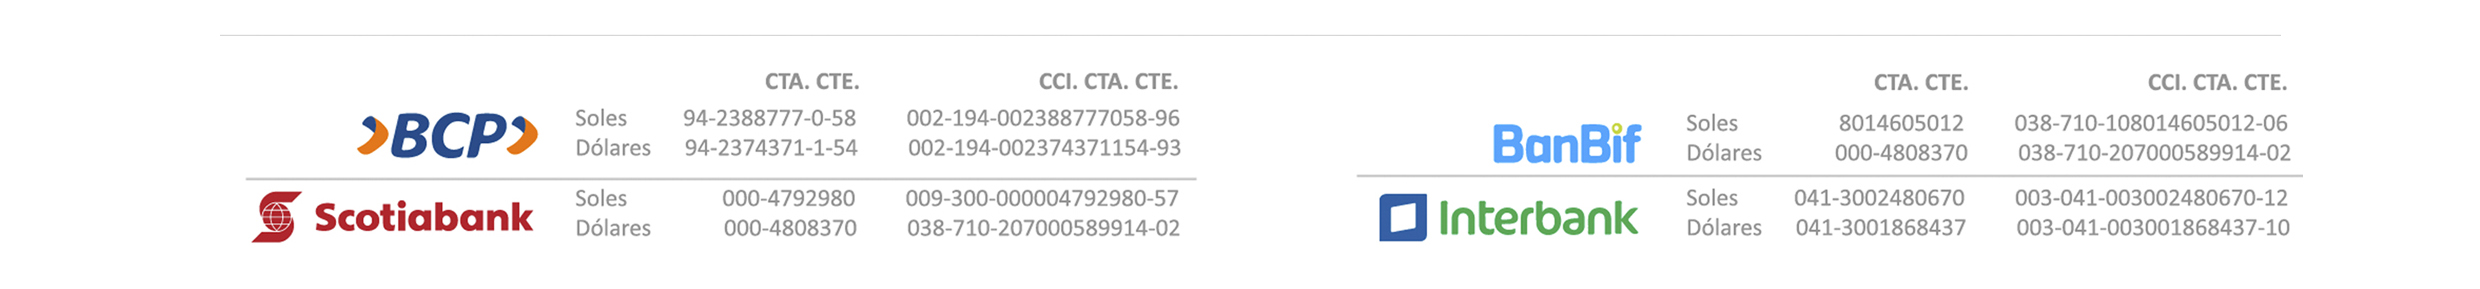 CTA. CTE. CCI. CTA. CTE.
BCP
Soles 94-2388777-0-58 002-194-002388777058-96
Dólares 94-2374371-1-54 002-194-002374371154-93
Scotiabank
Soles 000-4792980 009-300-000004792980-57
Dólares 000-4808370 038-710-207000589914-02
CTA. CTE. CCI. CTA. CTE.
BanBif
Soles 8014605012 038-710-108014605012-06
Dólares 000-4808370 038-710-207000589914-02
Interbank
Soles 041-3002480670 003-041-003002480670-12
Dólares 041-3001868437 003-041-003001868437-10